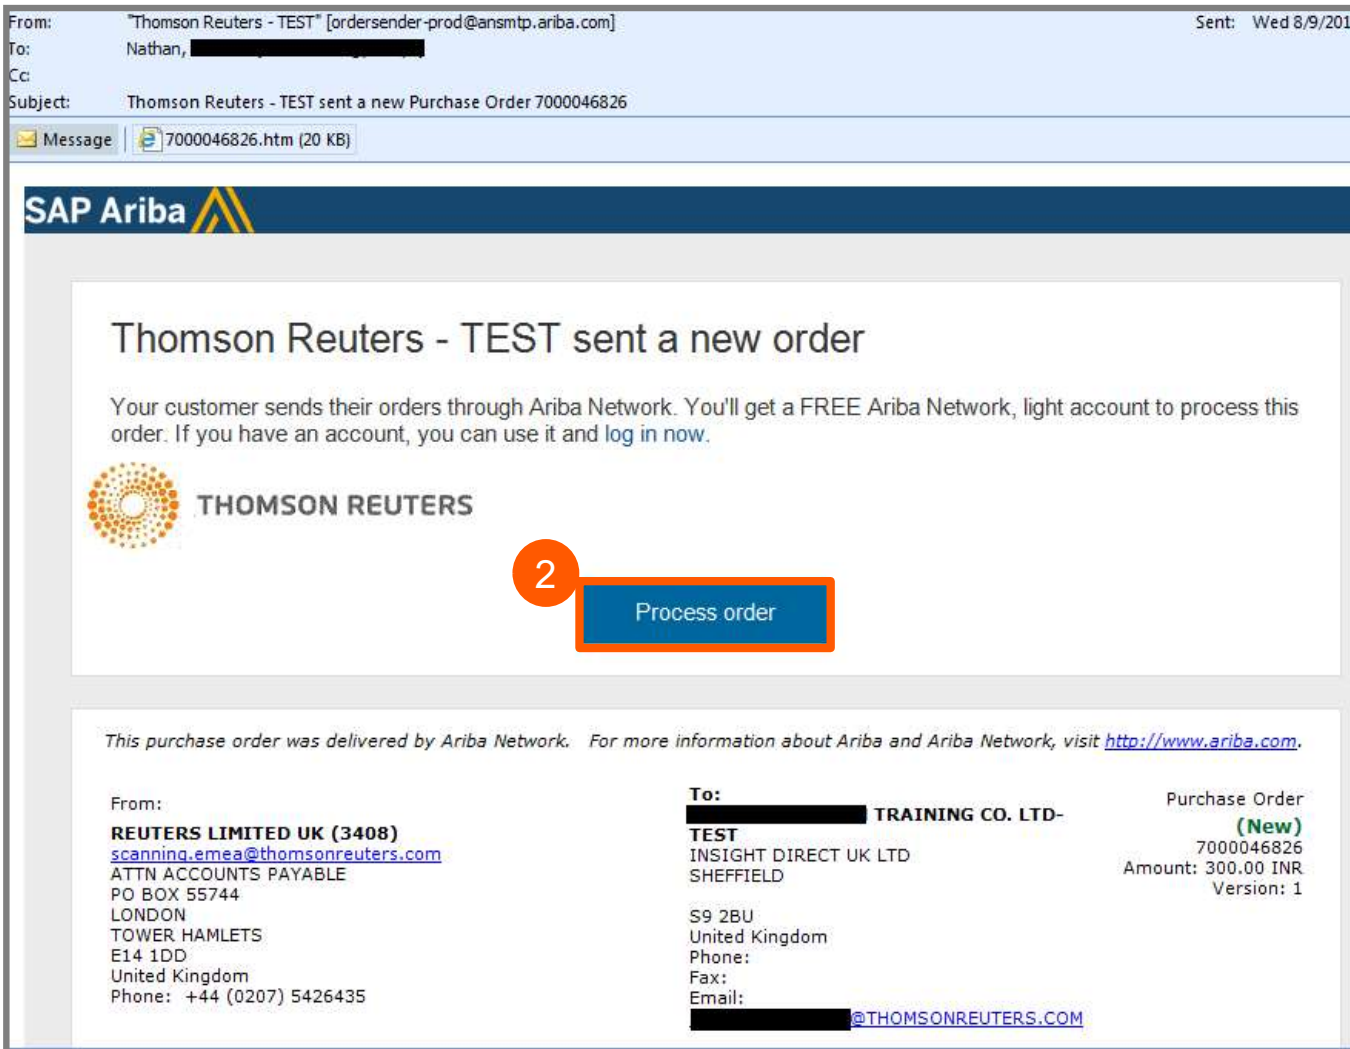 From: "Thomson Reuters - TEST" [ordersender-prod@ansmtp.ariba.com] Sent: Wed 8/9/201
To: Nathan,
Cc:
Subject: Thomson Reuters - TEST sent a new Purchase Order 7000046826
Message 7000046826.htm (20 KB)
SAP Ariba
Thomson Reuters - TEST sent a new order
Your customer sends their orders through Ariba Network. You'll get a FREE Ariba Network, light account to process this
order. If you have an account, you can use it and log in now.
THOMSON REUTERS
2
Process order
This purchase order was delivered by Ariba Network. For more information about Ariba and Ariba Network, visit http://www.ariba.com.
From:
REUTERS LIMITED UK (3408)
scanning.emea@thomsonreuters.com
ATTN ACCOUNTS PAYABLE
PO BOX 55744
LONDON
TOWER HAMLETS
E14 1DD
United Kingdom
Phone: +44 (0207) 5426435
To:
TRAINING CO. LTD-
TEST
INSIGHT DIRECT UK LTD
SHEFFIELD
S9 2BU
United Kingdom
Phone:
Fax:
Email:
@THOMSONREUTERS.COM
Purchase Order
(New)
7000046826
Amount: 300.00 INR
Version: 1